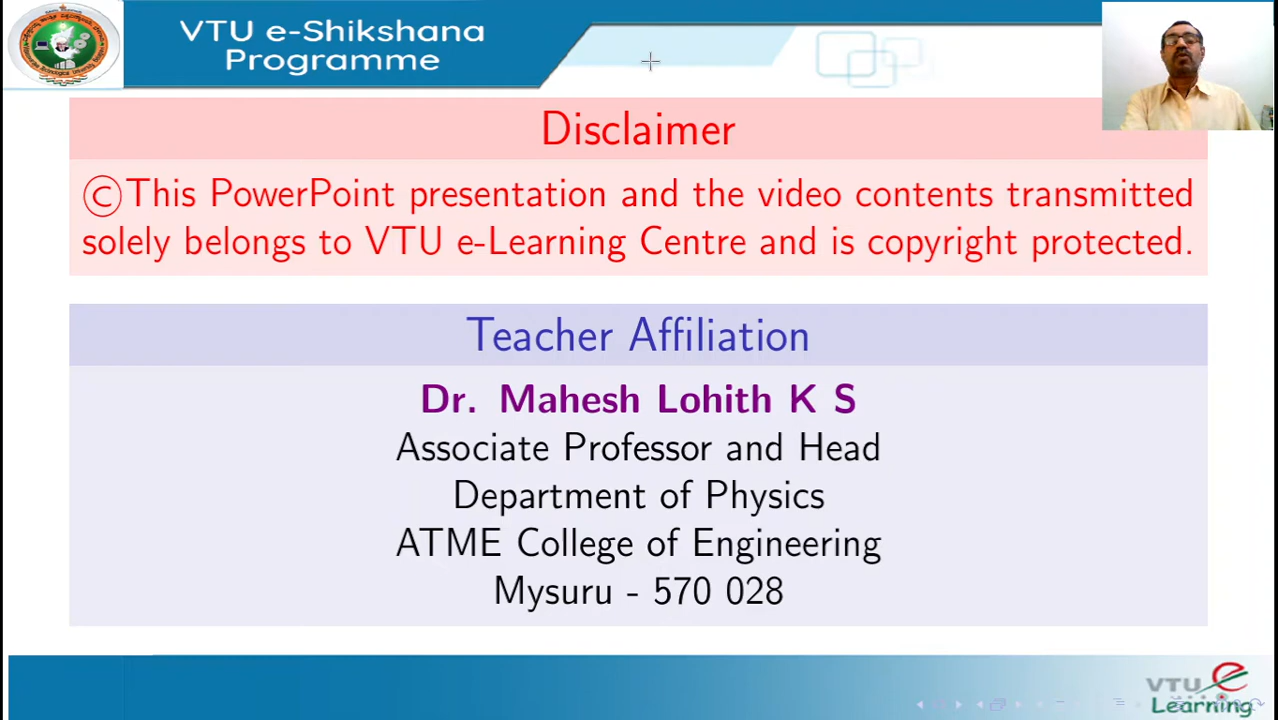 VTU e-Shikshana
Programme
Disclaimer
©This PowerPoint presentation and the video contents transmitted
solely belongs to VTU e-Learning Centre and is copyright protected.
Teacher Affiliation
Dr. Mahesh Lohith K S
Associate Professor and Head
Department of Physics
ATME College of Engineering
Mysuru - 570 028
VTU e
Learning